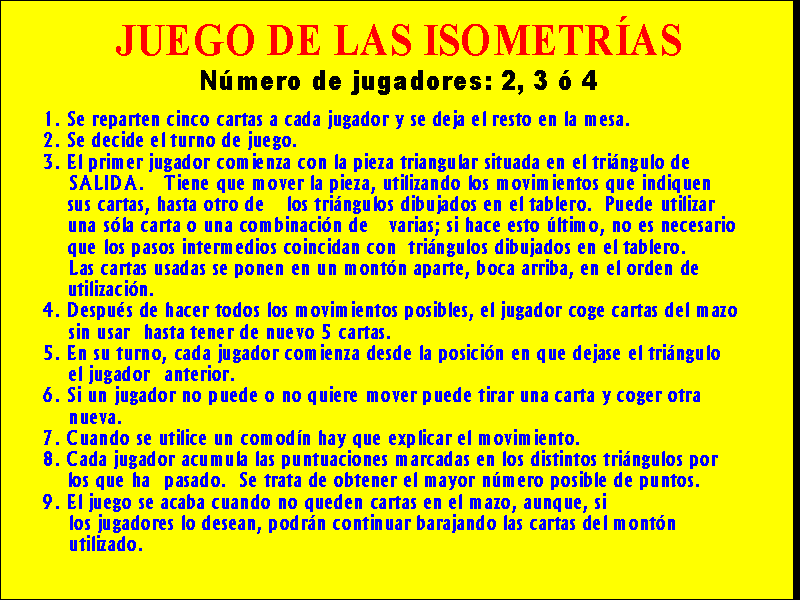 JUEGO DE LAS ISOMETRÍAS
Número de jugadores: 2, 3 ó 4
1. Se reparten cinco cartas a cada jugador y se deja el resto en la mesa.
2. Se decide el turno de juego.
3. El primer jugador comienza con la pieza triangular situada en el triángulo de
SALIDA. Tiene que mover la pieza, utilizando los movimientos que indiquen
sus cartas, hasta otro de los triángulos dibujados en el tablero. Puede utilizar
una sóla carta o una combinación de varias; si hace esto último, no es necesario
que los pasos intermedios coincidan con triángulos dibujados en el tablero.
Las cartas usadas se ponen en un montón aparte, boca arriba, en el orden de
utilización.
4. Después de hacer todos los movimientos posibles, el jugador coge cartas del mazo
sin usar hasta tener de nuevo 5 cartas.
5. En su turno, cada jugador comienza desde la posición en que dejase el triángulo
el jugador anterior.
6. Si un jugador no puede o no quiere mover puede tirar una carta y coger otra
nueva.
7. Cuando se utilice un comodín hay que explicar el movimiento.
8. Cada jugador acumula las puntuaciones marcadas en los distintos triángulos por
los que ha pasado. Se trata de obtener el mayor número posible de puntos.
9. El juego se acaba cuando no queden cartas en el mazo, aunque, si
los jugadores lo desean, podrán continuar barajando las cartas del montón
utilizado.